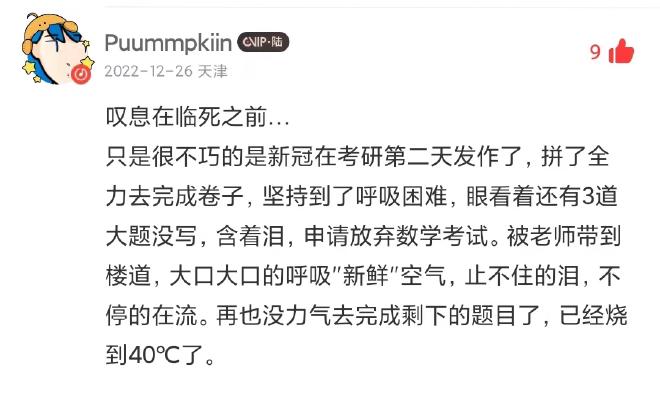 Puummpkiin VIP·陆
2022-12-26 天津
9
叹息在临死之前...
只是很不巧的是新冠在考研第二天发作了，拼了全
力去完成卷子，坚持到了呼吸困难，眼看着还有3道
大题没写，含着泪，申请放弃数学考试。被老师带到
楼道，大口大口的呼吸"新鲜"空气，止不住的泪，不
停的在流。再也没力气去完成剩下的题目了，已经烧
到40℃了。